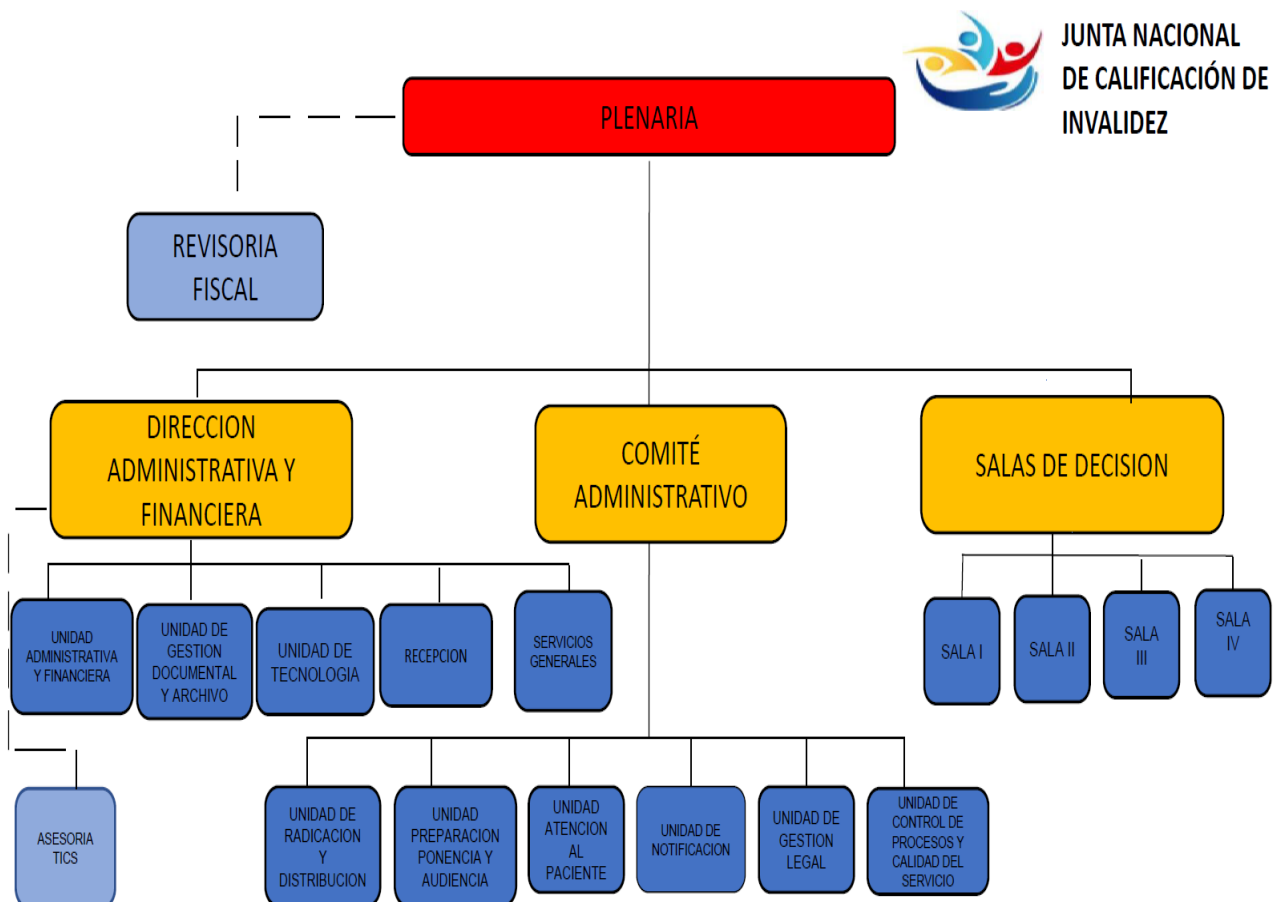 JUNTA NACIONAL
DE CALIFICACIÓN DE
INVALIDEZ
PLENARIA
REVISORIA
FISCAL
DIRECCION
ADMINISTRATIVA Y
FINANCIERA
COMITÉ
ADMINISTRATIVO
SALAS DE DECISION
UNIDAD
ADMINISTRATIVA
Y FINANCIERA
UNIDAD DE
GESTION
DOCUMENTAL
Y ARCHIVO
UNIDAD DE
TECNOLOGIA
RECEPCION
SERVICIOS
GENERALES
SALA I
SALA II
SALA
III
SALA
IV
ASESORIA
TICS
UNIDAD DE
RADICACION
Y
DISTRIBUCION
UNIDAD
PREPARACION
PONENCIA Y
AUDIENCIA
UNIDAD
ATENCION
AL
PACIENTE
UNIDAD DE
NOTIFICACION
UNIDAD DE
GESTION
LEGAL
UNIDAD DE
CONTROL DE
PROCESOS Y
CALIDAD DEL
SERVICIO